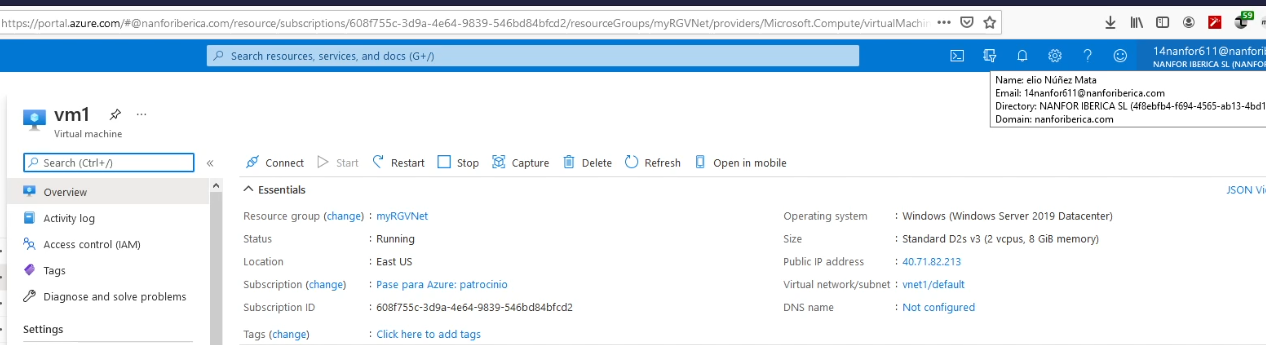 https://portal.azure.com/#@nanforiberica.com/resource/subscriptions/608f755c-3d9a-4e64-9839-546bd84bfcd2/resourceGroups/myRGVNet/providers/Microsoft.Compute/virtualMachin
59
Search resources, services, and docs (G+/)
14nanfor611@nanforib
NANFOR IBERICA SL (NANFOR
Name: elio Núñez Mata
Email: 14nanfor611@nanforiberica.com
Directory: NANFOR IBERICA SL (4f8ebfb4-f694-4565-ab13-4bd1
Domain: nanforiberica.com
vm1
Virtual machine
Search (Ctrl+/)
Connect Start Restart Stop Capture Delete Refresh Open in mobile
Overview
Activity log
Access control (IAM)
Tags
Diagnose and solve problems
Settings
Essentials
JSON Vi
Resource group (change) : myRGVNet
Status : Running
Location : East US
Subscription (change) : Pase para Azure: patrocinio
Subscription ID : 608f755c-3d9a-4e64-9839-546bd84bfcd2
Tags (change) : Click here to add tags
Operating system : Windows (Windows Server 2019 Datacenter)
Size : Standard D2s v3 (2 vcpus, 8 GiB memory)
Public IP address : 40.71.82.213
Virtual network/subnet : vnet1/default
DNS name : Not configured